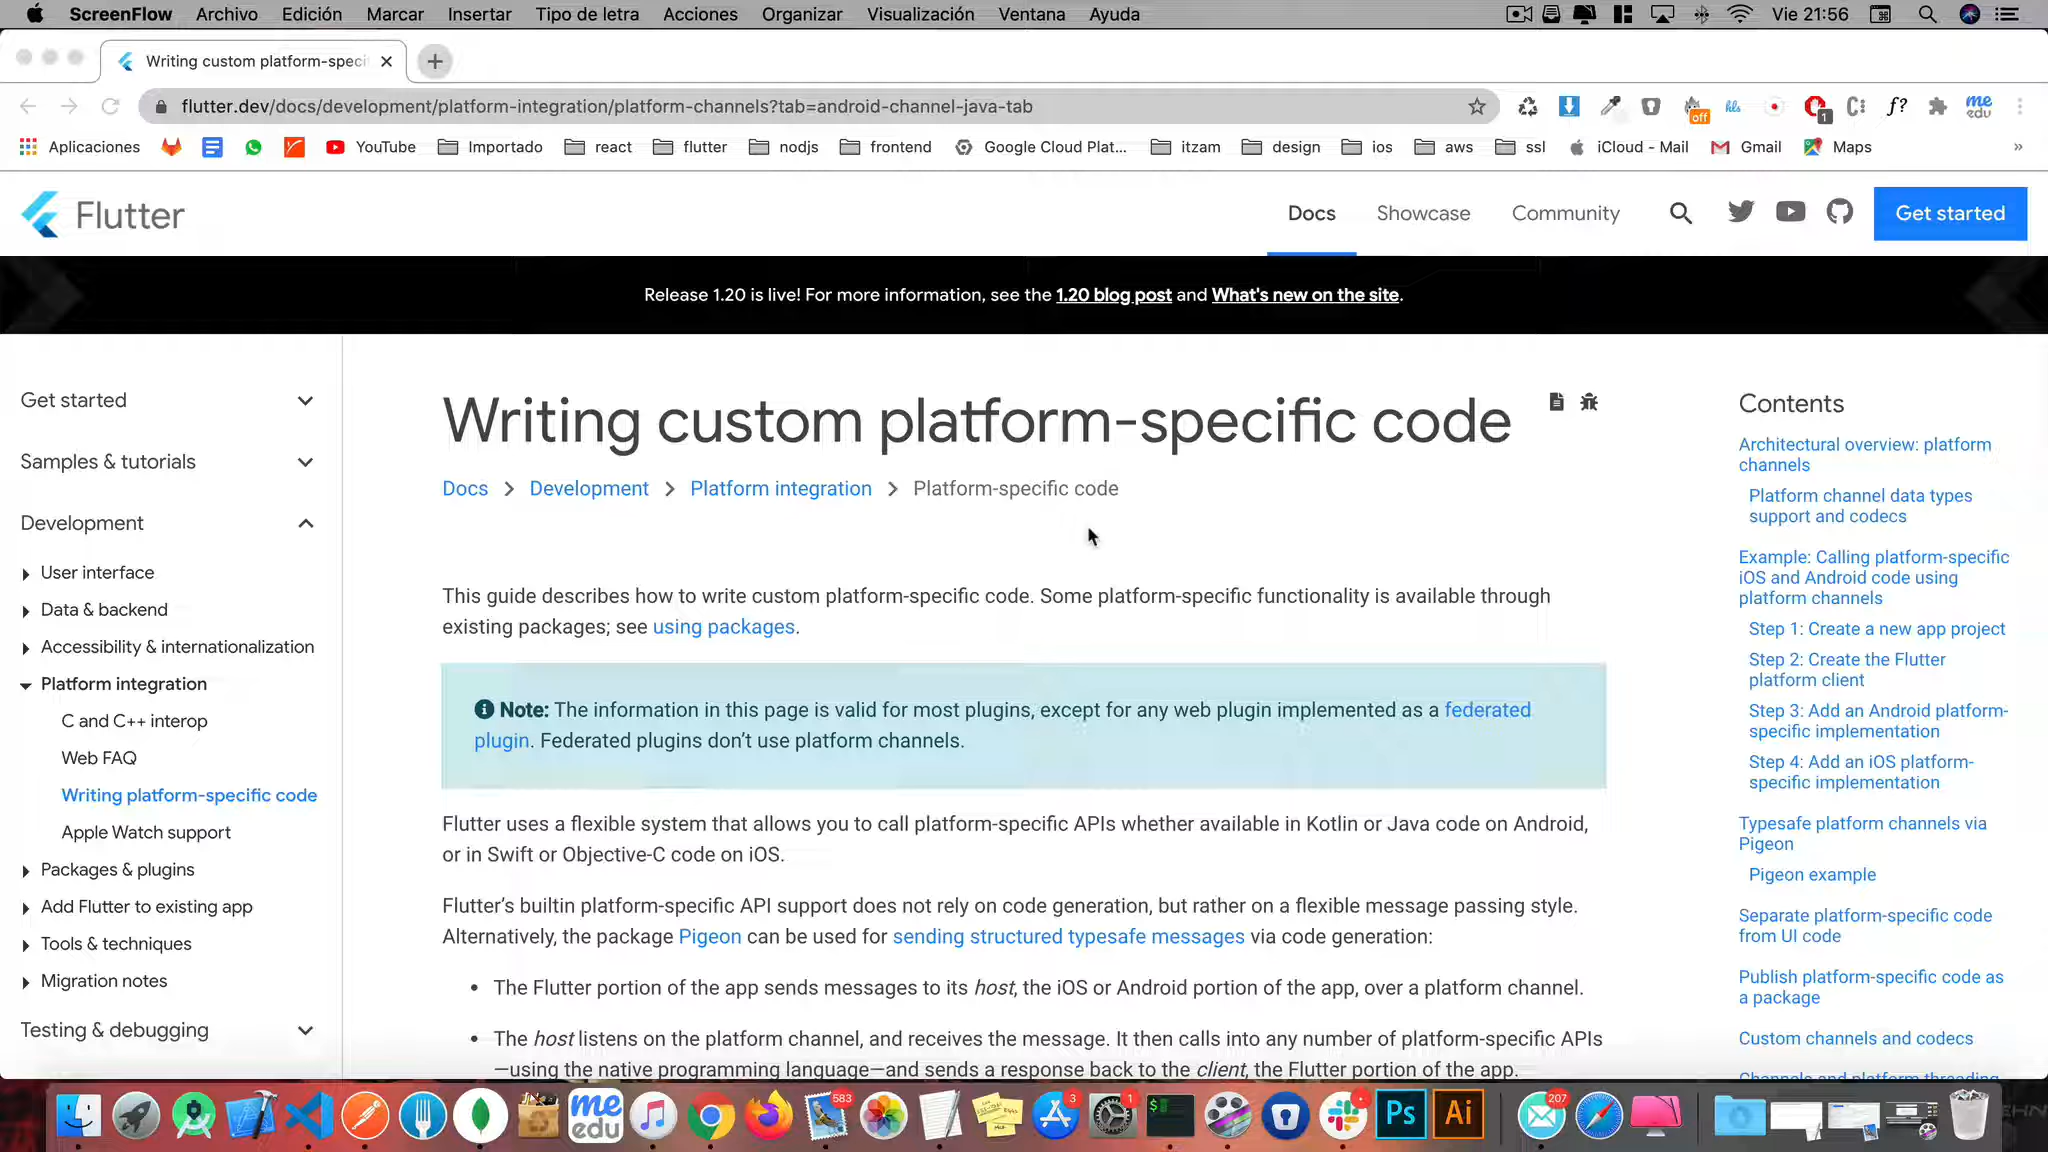 ScreenFlow Archivo Edición Marcar Insertar Tipo de letra Acciones Organizar Visualización Ventana Ayuda Vie 21:56
Writing custom platform-speci
flutter.dev/docs/development/platform-integration/platform-channels?tab=android-channel-java-tab
off hls 1 f? me edu
Aplicaciones YouTube Importado react flutter nodjs frontend Google Cloud Plat... itzam design ios aws ssl iCloud - Mail Gmail Maps »
Flutter Docs Showcase Community Get started
Release 1.20 is live! For more information, see the 1.20 blog post and What's new on the site.
Get started
Samples & tutorials
Development
User interface
Data & backend
Accessibility & internationalization
Platform integration
C and C++ interop
Web FAQ
Writing platform-specific code
Apple Watch support
Packages & plugins
Add Flutter to existing app
Tools & techniques
Migration notes
Testing & debugging
Writing custom platform-specific code
Docs > Development > Platform integration > Platform-specific code
This guide describes how to write custom platform-specific code. Some platform-specific functionality is available through
existing packages; see using packages.
Note: The information in this page is valid for most plugins, except for any web plugin implemented as a federated
plugin. Federated plugins don’t use platform channels.
Flutter uses a flexible system that allows you to call platform-specific APIs whether available in Kotlin or Java code on Android,
or in Swift or Objective-C code on iOS.
Flutter’s builtin platform-specific API support does not rely on code generation, but rather on a flexible message passing style.
Alternatively, the package Pigeon can be used for sending structured typesafe messages via code generation:
• The Flutter portion of the app sends messages to its host, the iOS or Android portion of the app, over a platform channel.
• The host listens on the platform channel, and receives the message. It then calls into any number of platform-specific APIs
—using the native programming language—and sends a response back to the client, the Flutter portion of the app.
Contents
Architectural overview: platform
channels
Platform channel data types
support and codecs
Example: Calling platform-specific
iOS and Android code using
platform channels
Step 1: Create a new app project
Step 2: Create the Flutter
platform client
Step 3: Add an Android platform-
specific implementation
Step 4: Add an iOS platform-
specific implementation
Typesafe platform channels via
Pigeon
Pigeon example
Separate platform-specific code
from UI code
Publish platform-specific code as
a package
Custom channels and codecs
Channels and platform threading
me edu 583 3 1 $ Ps Ai 207